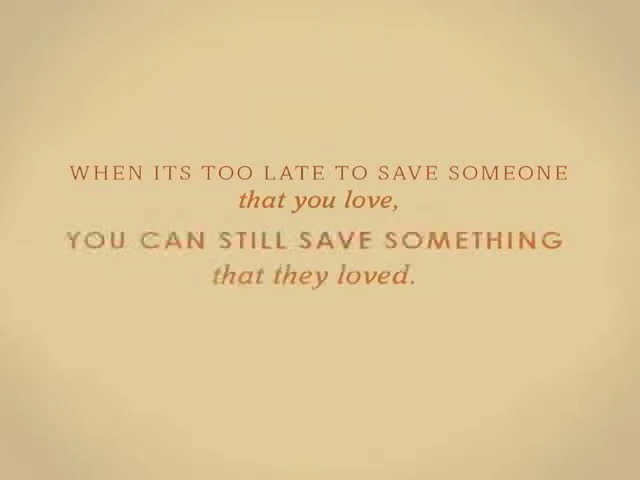 WHEN ITS TOO LATE TO SAVE SOMEONE
that you love,
YOU CAN STILL SAVE SOMETHING
that they loved.